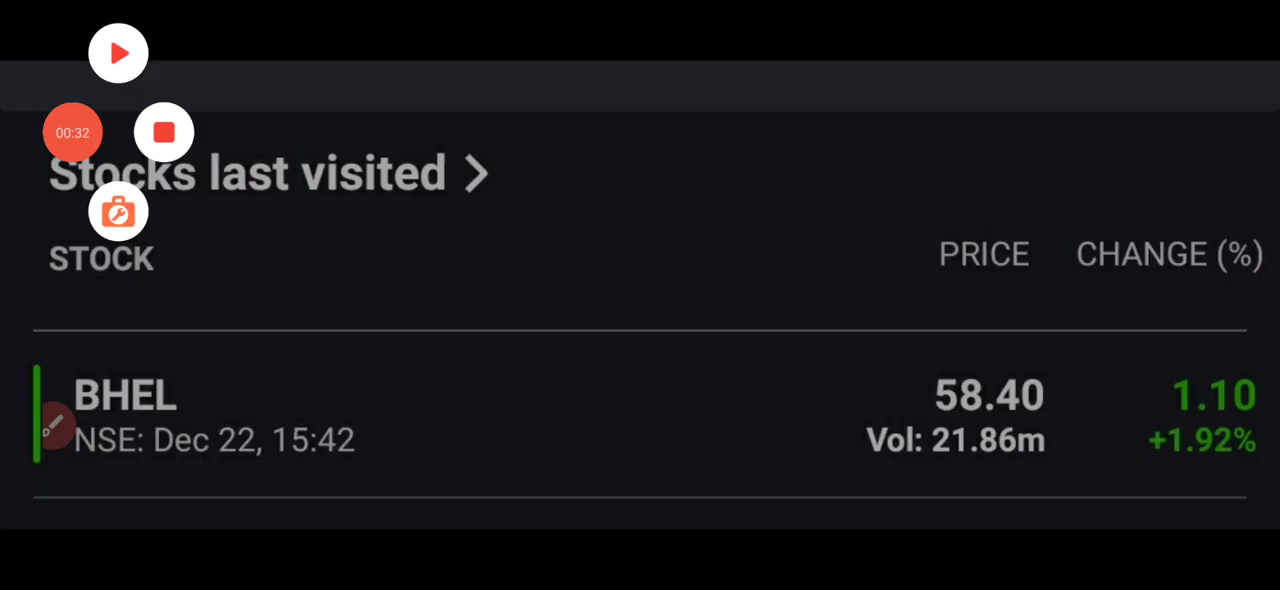 00:32
Stocks last visited
STOCK PRICE CHANGE (%)
BHEL 58.40 1.10
NSE: Dec 22, 15:42 Vol: 21.86m +1.92%